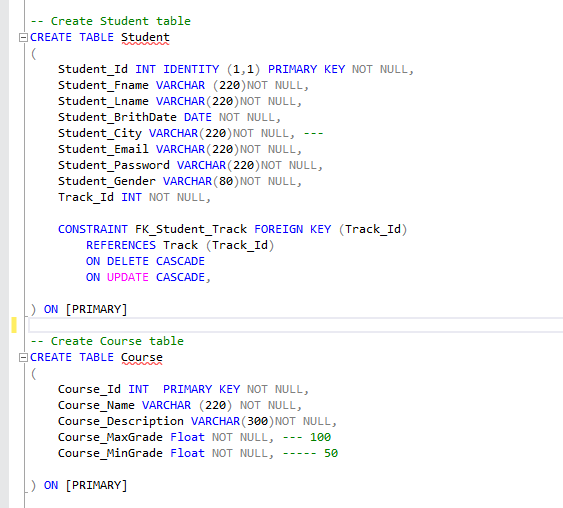 -- Create Student table
CREATE TABLE Student
(
Student_Id INT IDENTITY (1,1) PRIMARY KEY NOT NULL,
Student_Fname VARCHAR (220)NOT NULL,
Student_Lname VARCHAR(220)NOT NULL,
Student_BrithDate DATE NOT NULL,
Student_City VARCHAR(220)NOT NULL, ---
Student_Email VARCHAR(220)NOT NULL,
Student_Password VARCHAR(220)NOT NULL,
Student_Gender VARCHAR(80)NOT NULL,
Track_Id INT NOT NULL,
CONSTRAINT FK_Student_Track FOREIGN KEY (Track_Id)
REFERENCES Track (Track_Id)
ON DELETE CASCADE
ON UPDATE CASCADE,
) ON [PRIMARY]
-- Create Course table
CREATE TABLE Course
(
Course_Id INT  PRIMARY KEY NOT NULL,
Course_Name VARCHAR (220) NOT NULL,
Course_Description VARCHAR(300)NOT NULL,
Course_MaxGrade Float NOT NULL, --- 100
Course_MinGrade Float NOT NULL, ----- 50
) ON [PRIMARY]